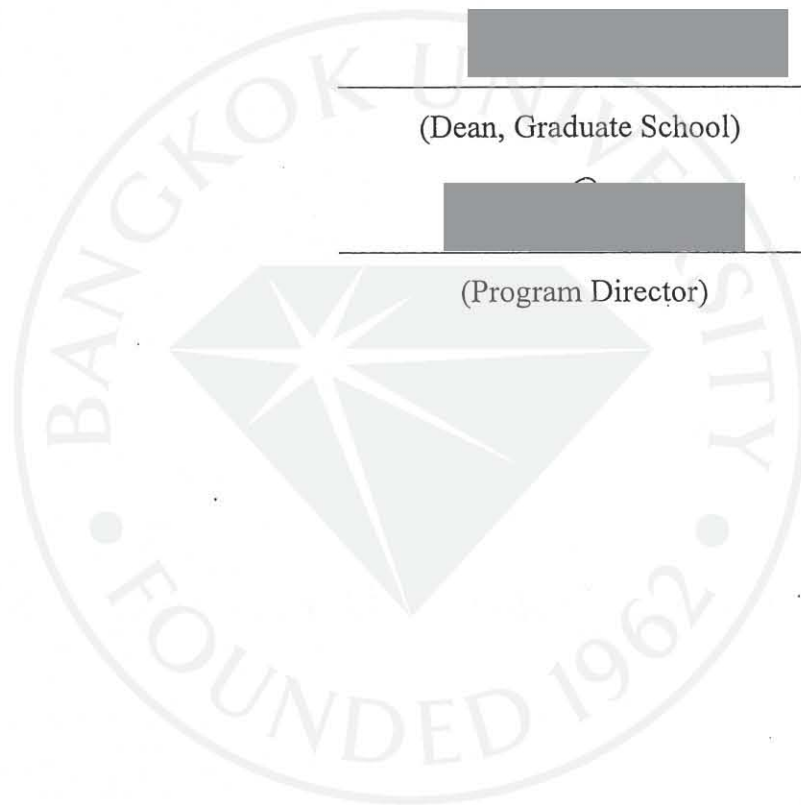 (Dean, Graduate School)
(Program Director)
BANGKOK UNIVERSITY
FOUNDED 1962